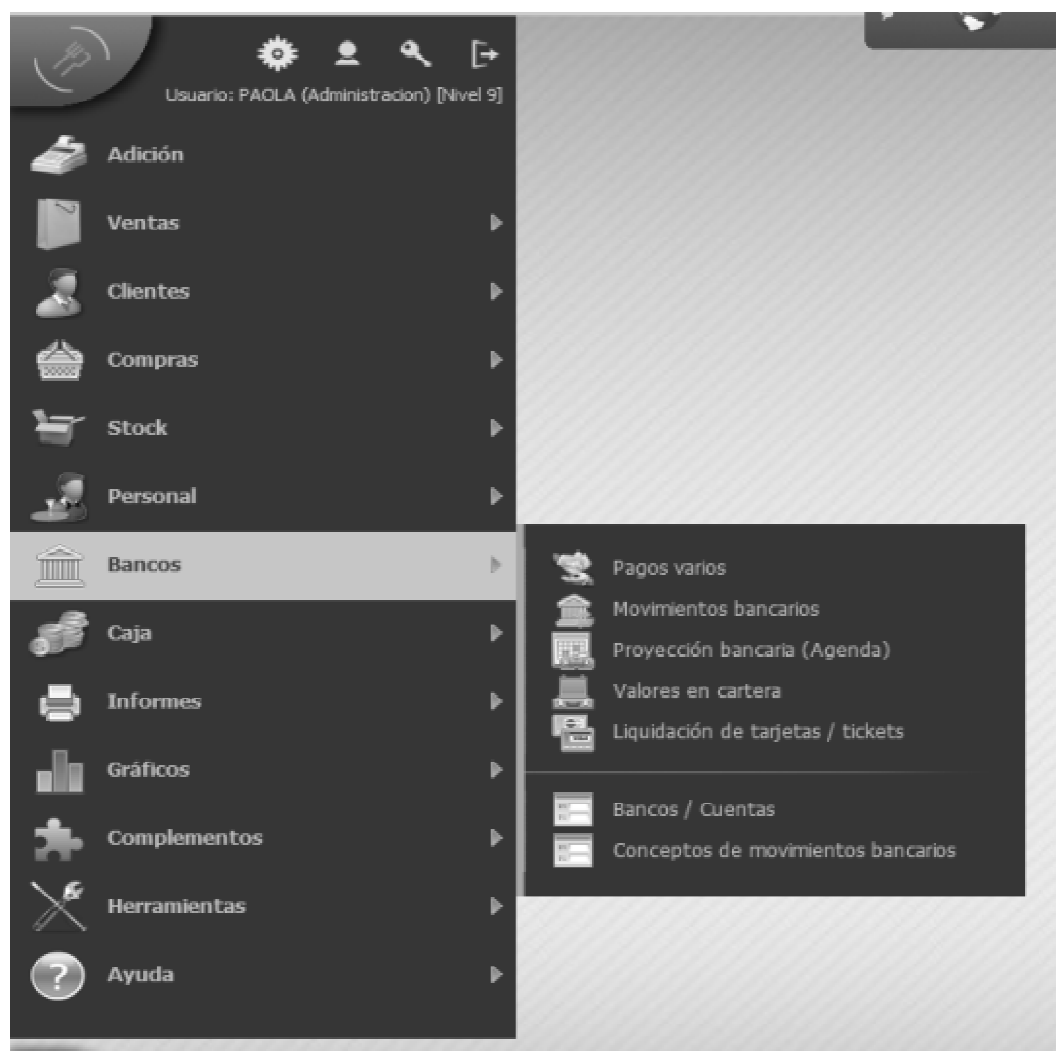 Usuario: PAOLA (Administracion) [Nivel 9]
Adición
Ventas
Clientes
Compras
Stock
Personal
Bancos
Pagos varios
Movimientos bancarios
Proyección bancaria (Agenda)
Valores en cartera
Liquidación de tarjetas / tickets
Bancos / Cuentas
Conceptos de movimientos bancarios
Caja
Informes
Gráficos
Complementos
Herramientas
Ayuda